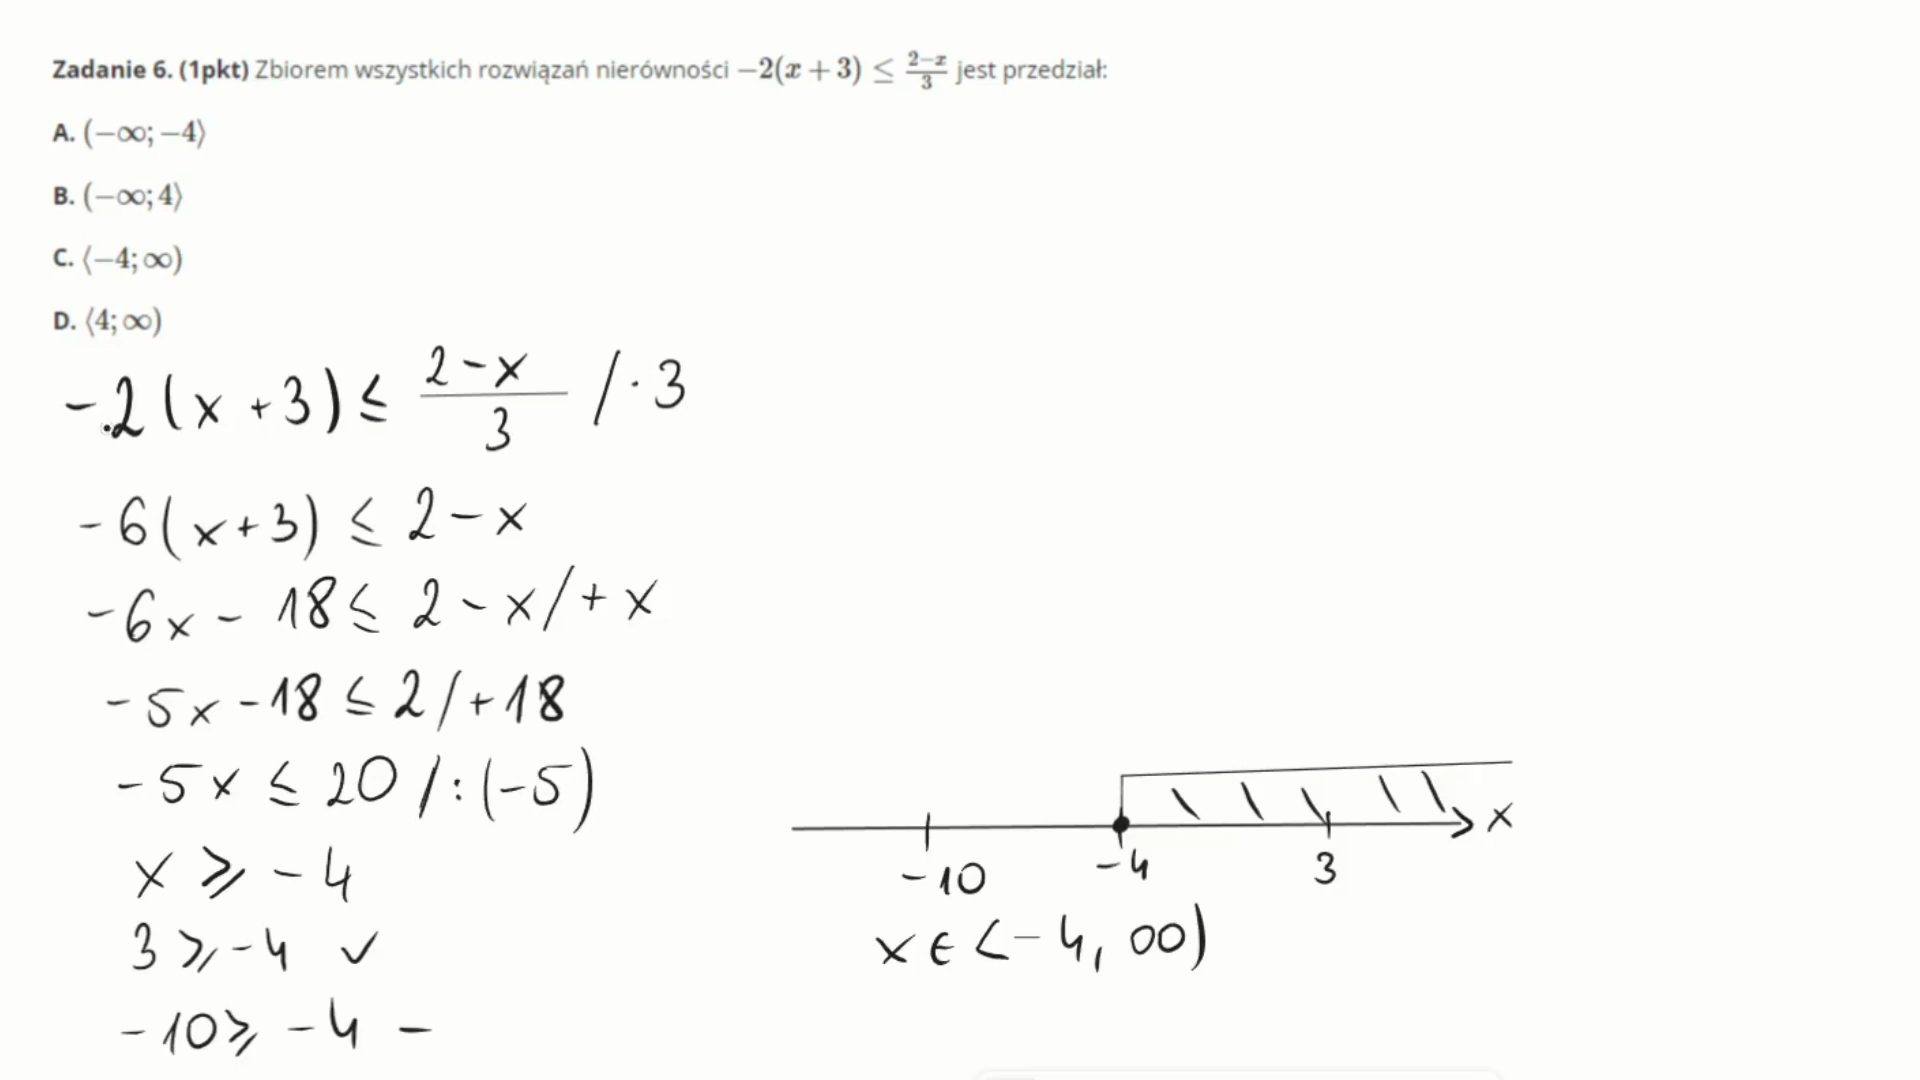 Zadanie 6. (1pkt) Zbiorem wszystkich rozwiązań nierówności −2(x + 3) ≤ (2−x)/3 jest przedział:
A. (−∞; −4⟩
B. (−∞; 4⟩
C. ⟨−4; ∞)
D. ⟨4; ∞)
-2(x+3) ≤ (2-x)/3 /·3
-6(x+3) ≤ 2-x
-6x - 18 ≤ 2 - x /+x
-5x -18 ≤ 2 /+18
-5x ≤ 20 /:(-5)
x ≥ -4
3 ≥ -4 ✓
-10 ≥ -4 -
x
-10 -4 3
x ∈ <-4, ∞)